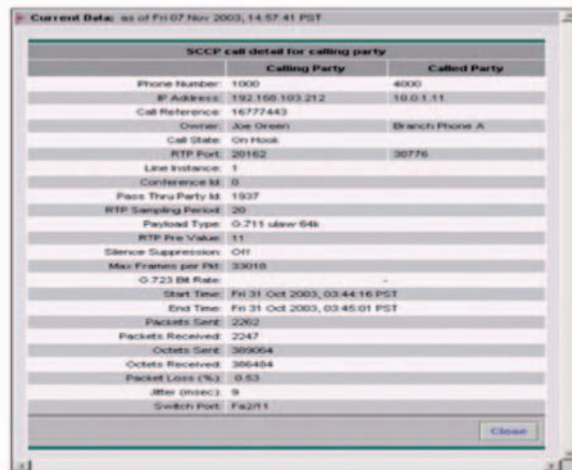 Current Data: as of Fri 07 Nov 2003, 14:57:41 PST
SCCP call detail for calling party
Calling Party Called Party
Phone Number: 1000 4000
IP Address: 192.168.103.212 10.0.1.11
Call Reference: 16777443
Owner: Joe Green Branch Phone A
Call State: On Hook
RTP Port: 20162 30776
Line Instance: 1
Conference Id: 0
Pass Thru Party Id: 1937
RTP Sampling Period: 20
Payload Type: G.711 ulaw 64k
RTP Pre Value: 11
Silence Suppression: Off
Max Frames per Pkt: 33018
G.723 Bit Rate: -
Start Time: Fri 31 Oct 2003, 03:44:16 PST
End Time: Fri 31 Oct 2003, 03:45:01 PST
Packets Sent: 2262
Packets Received: 2247
Octets Sent: 389064
Octets Received: 386484
Packet Loss (%): 0.53
Jitter (msec): 9
Switch Port: Fa2/11
Close